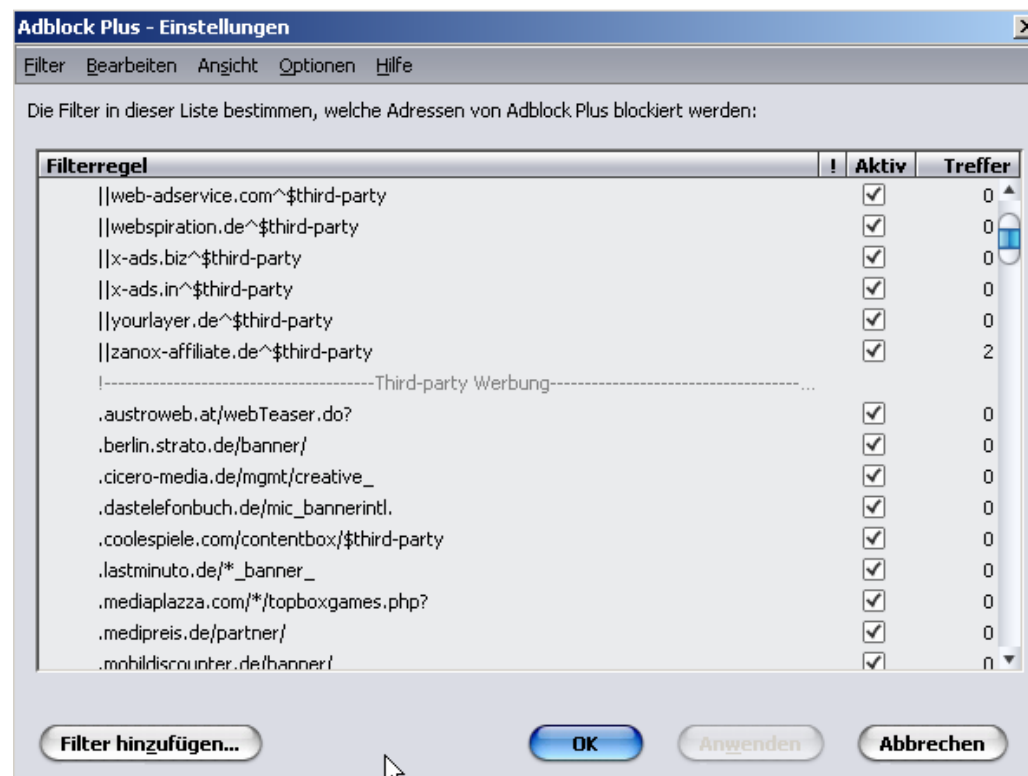 Adblock Plus - Einstellungen
Filter Bearbeiten Ansicht Optionen Hilfe
Die Filter in dieser Liste bestimmen, welche Adressen von Adblock Plus blockiert werden:
Filterregel ! Aktiv Treffer
||web-adservice.com^$third-party 0
||webspiration.de^$third-party 0
||x-ads.biz^$third-party 0
||x-ads.in^$third-party 0
||yourlayer.de^$third-party 0
||zanox-affiliate.de^$third-party 2
!---------------------------------------Third-party Werbung------------------------------------...
.austroweb.at/webTeaser.do? 0
.berlin.strato.de/banner/ 0
.cicero-media.de/mgmt/creative_ 0
.dastelefonbuch.de/mic_bannerintl. 0
.coolespiele.com/contentbox/$third-party 0
.lastminuto.de/*_banner_ 0
.mediaplazza.com/*/topboxgames.php? 0
.medipreis.de/partner/ 0
.mobildiscounter.de/banner/ 0
Filter hinzufügen... OK Anwenden Abbrechen